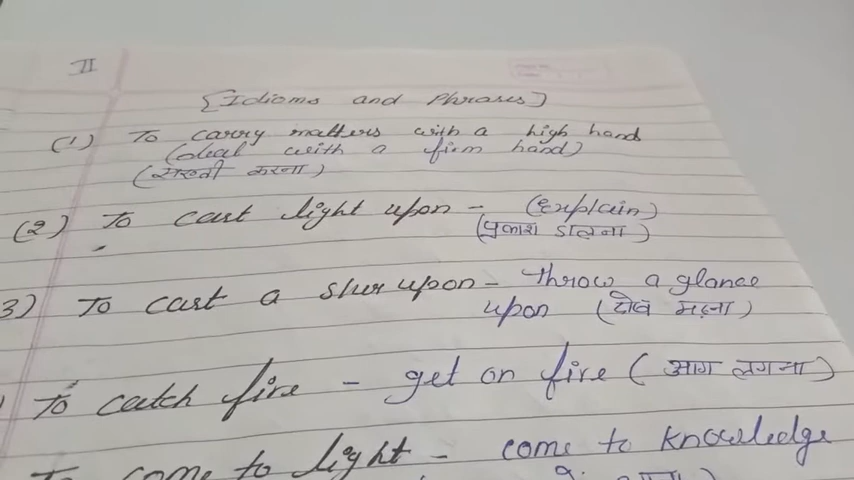 II
{Idioms and Phrases}
(1) To carry matters with a high hand
(deal with a firm hand)
(सख्ती करना)
(2) To cast light upon - (Explain)
(प्रकाश डालना)
3) To cast a slur upon - throw a glance
upon (दोष मढ़ना)
To catch fire - get on fire (आग लगना)
To come to light - come to knowledge